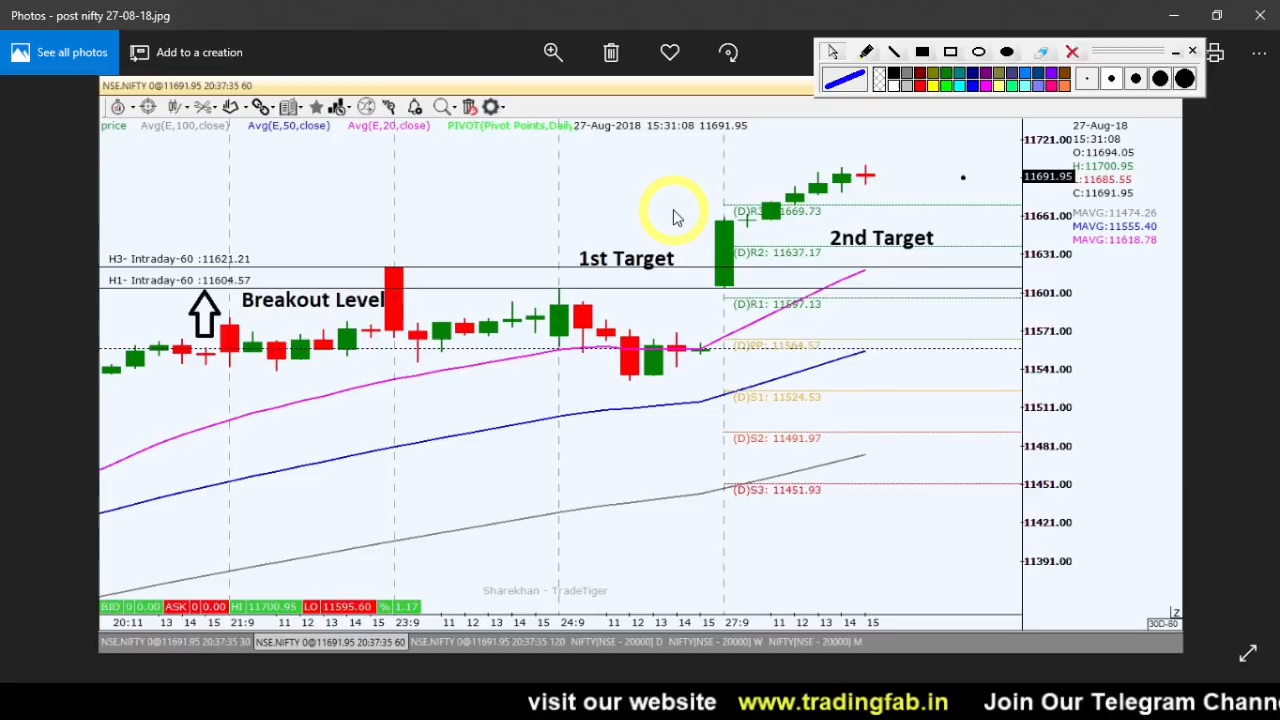 Photos - post nifty 27-08-18.jpg
See all photos
Add to a creation
NSE.NIFTY 0@11691.95 20:37:35 60
price Avg(E,100,close) Avg(E,50,close) Avg(E,20,close) PIVOT(Pivot Points,Daily 27-Aug-2018 15:31:08 11691.95
27-Aug-18
15:31:08
O:11694.05
H:11700.95
L:11685.55
C:11691.95
MAVG:11474.26
MAVG:11555.40
MAVG:11618.78
11721.00
11691.95
11661.00
11631.00
11601.00
11571.00
11541.00
11511.00
11481.00
11451.00
11421.00
11391.00
(D)R3: 11669.73
2nd Target
(D)R2: 11637.17
1st Target
H3- Intraday-60 :11621.21
H1- Intraday-60 :11604.57
Breakout Level
(D)R1: 11597.13
(D)PP: 11564.57
(D)S1: 11524.53
(D)S2: 11491.97
(D)S3: 11451.93
Sharekhan - TradeTiger
BID 0 0.00 ASK 0 0.00 HI 11700.95 LO 11595.60 % 1.17
20:11 13 14 15 21:9 11 12 13 14 15 23:9 11 12 13 14 15 24:9 11 12 13 14 15 27:9 11 12 13 14 15
30D-60
NSE.NIFTY 0@11691.95 20:37:35 30 NSE.NIFTY 0@11691.95 20:37:35 60 NSE.NIFTY 0@11691.95 20:37:35 120 NIFTY[NSE - 20000] D NIFTY[NSE - 20000] W NIFTY[NSE - 20000] M
visit our website www.tradingfab.in Join Our Telegram Chann